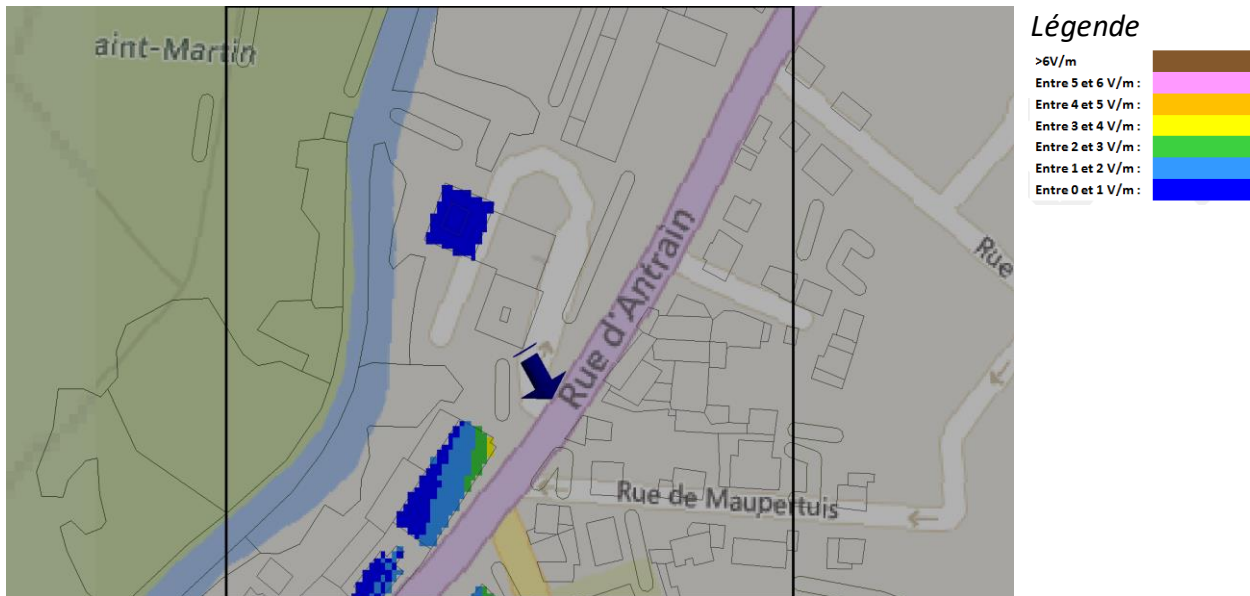 aint-Martin
Rue d'Antrain
Rue
Rue de Maupertuis
Légende
>6V/m
Entre 5 et 6 V/m :
Entre 4 et 5 V/m :
Entre 3 et 4 V/m :
Entre 2 et 3 V/m :
Entre 1 et 2 V/m :
Entre 0 et 1 V/m :